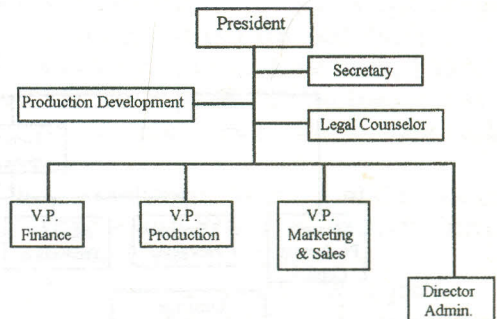 President
Secretary
Production Development
Legal Counselor
V.P.
Finance
V.P.
Production
V.P.
Marketing
& Sales
Director
Admin.